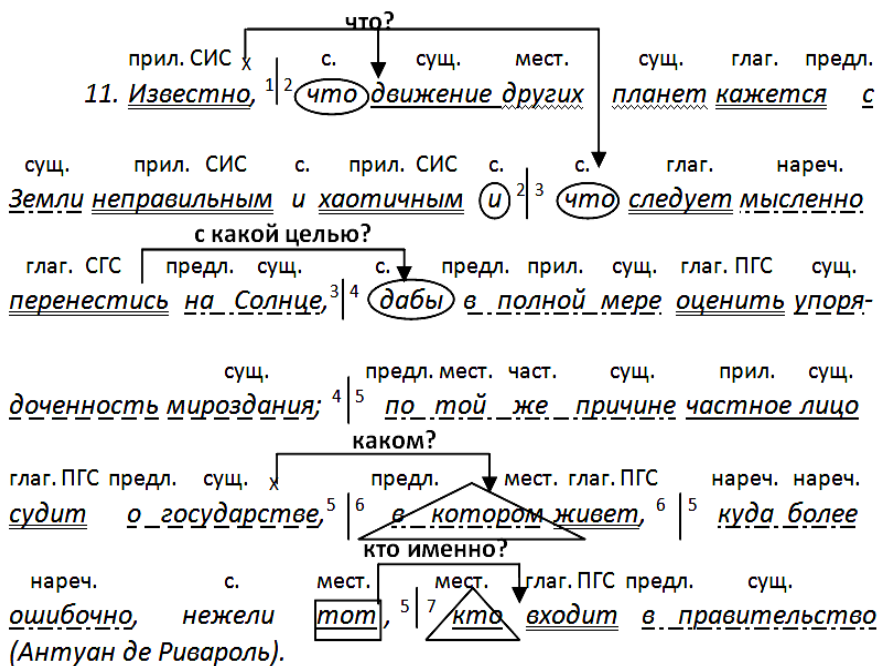 что?
прил. СИС x с. сущ. мест. сущ. глаг. предл.
11. Известно, 1 2 что движение других планет кажется с
сущ. прил. СИС с. прил. СИС с. с. глаг. нареч.
Земли неправильным и хаотичным и 2 3 что следует мысленно
с какой целью?
глаг. СГС предл. сущ. с. предл. прил. сущ. глаг. ПГС сущ.
перенестись на Солнце, 3 4 дабы в полной мере оценить упоря-
сущ. предл. мест. част. сущ. прил. сущ.
доченность мироздания; 4 5 по той же причине частное лицо
каком?
глаг. ПГС предл. сущ. x предл. мест. глаг. ПГС нареч. нареч.
судит о государстве, 5 6 в котором живет, 6 5 куда более
кто именно?
нареч. с. мест. мест. глаг. ПГС предл. сущ.
ошибочно, нежели тот, 5 7 кто входит в правительство
(Антуан де Ривароль).